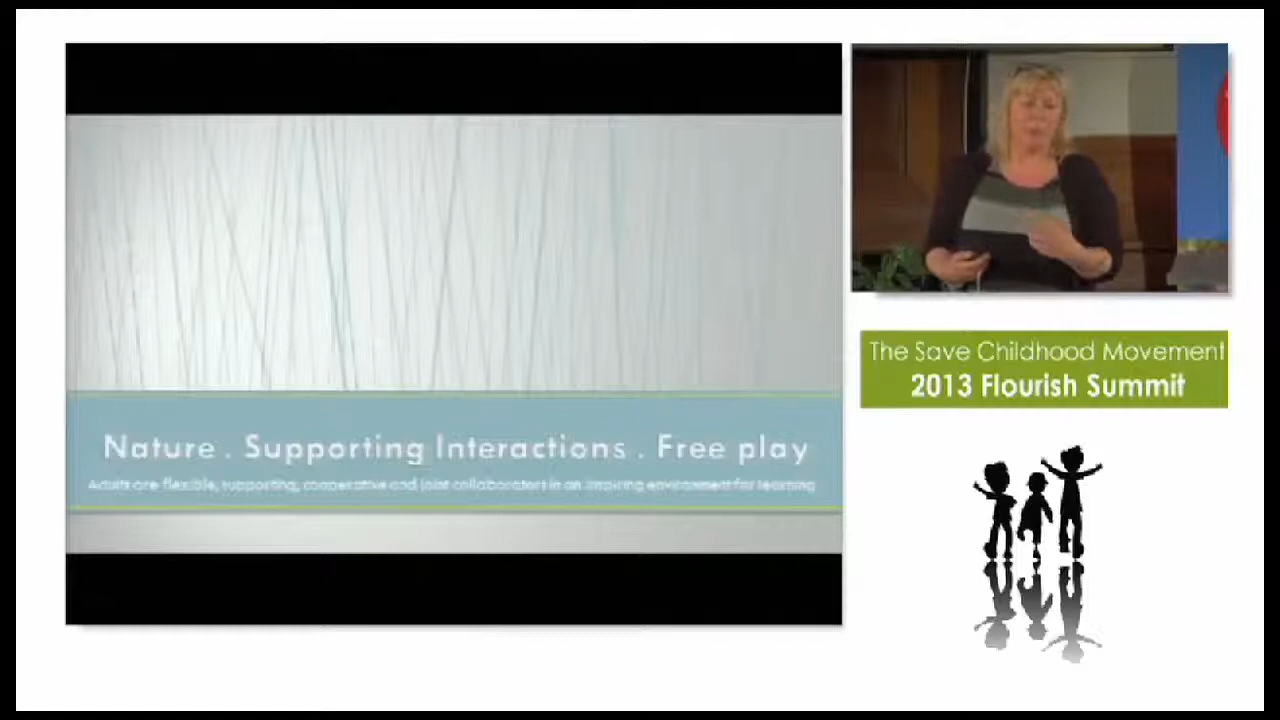 Nature . Supporting Interactions . Free play
Adults are flexible, supporting, cooperative and joint collaborators in an inspiring environment for learning
The Save Childhood Movement
2013 Flourish Summit